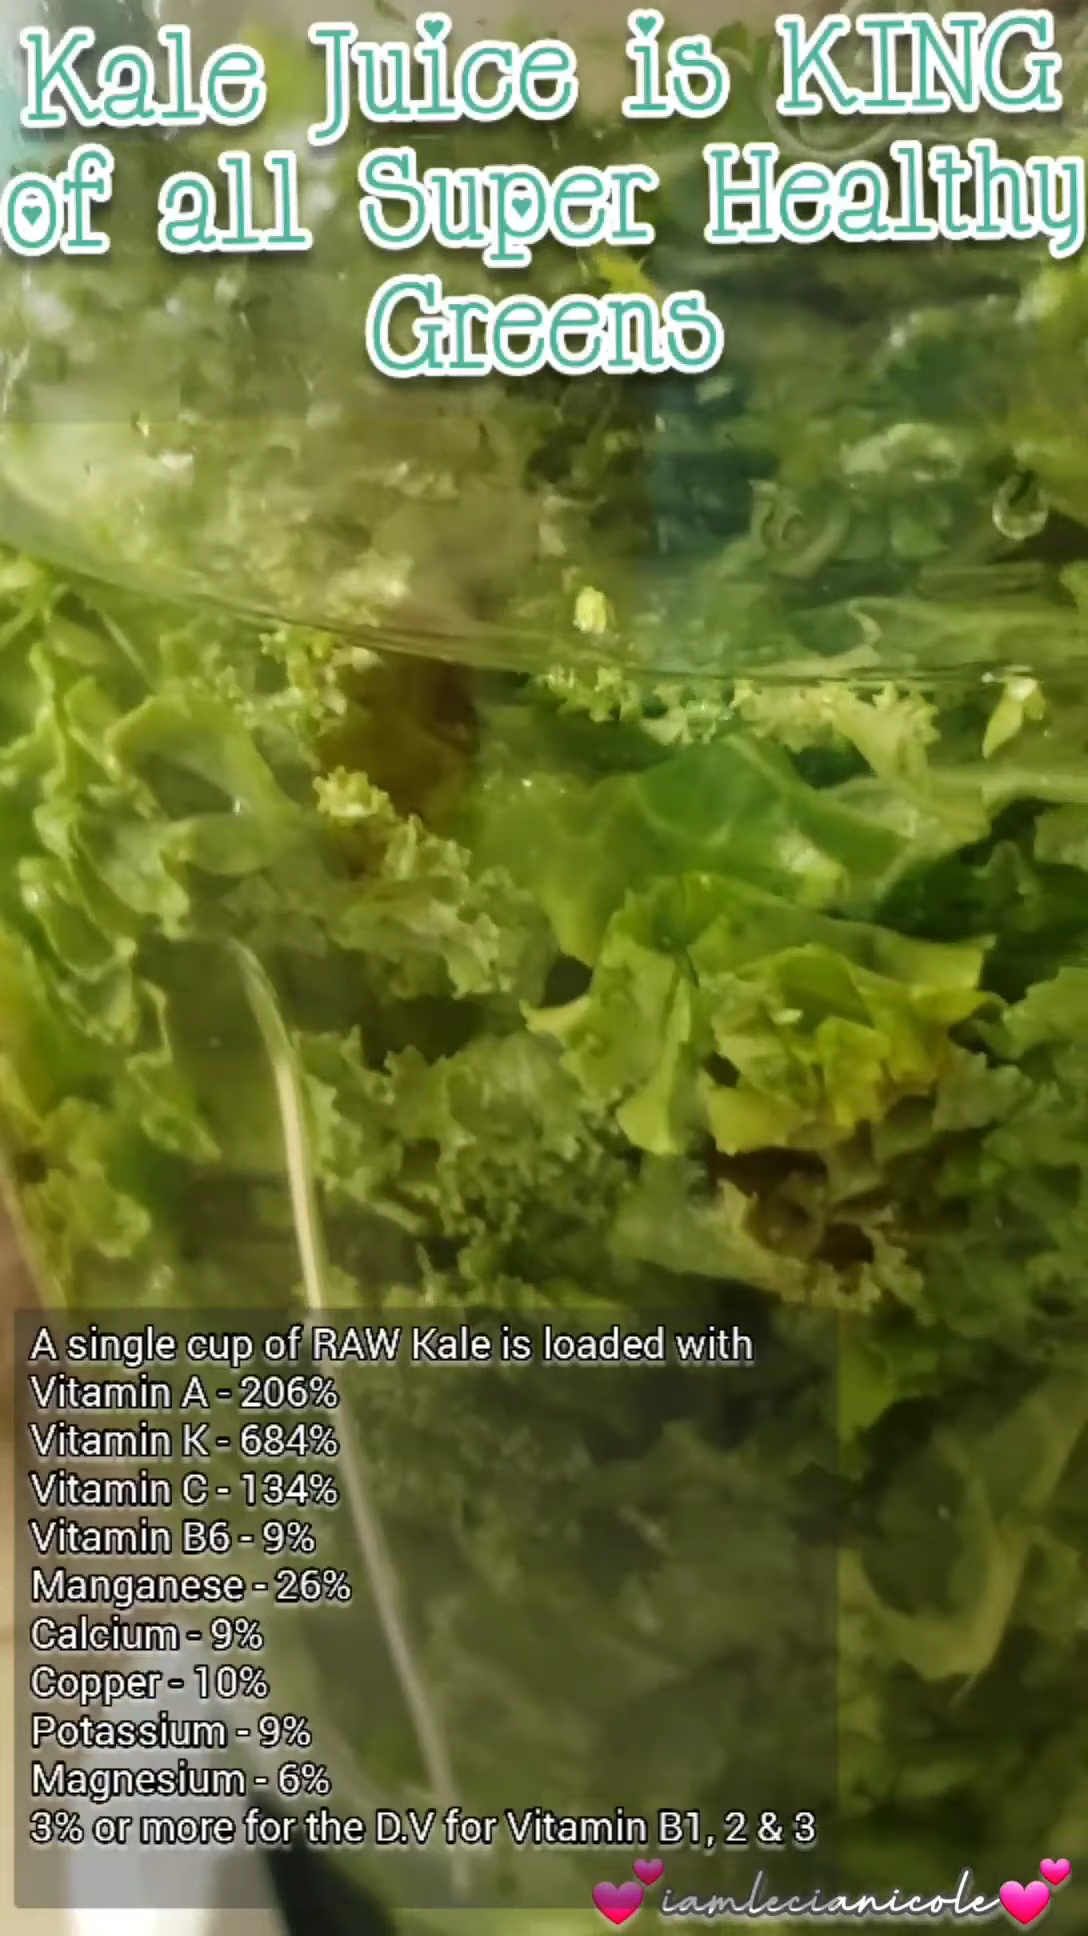 Kale Juice is KING
of all Super Healthy
Greens
A single cup of RAW Kale is loaded with
Vitamin A - 206%
Vitamin K - 684%
Vitamin C - 134%
Vitamin B6 - 9%
Manganese - 26%
Calcium - 9%
Copper - 10%
Potassium - 9%
Magnesium - 6%
3% or more for the D.V for Vitamin B1, 2 & 3
iamlecianicole